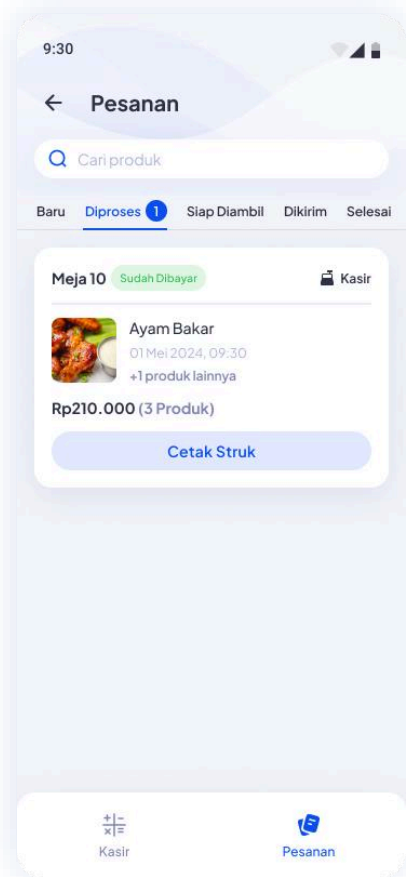 9:30
Pesanan
Cari produk
Baru Diproses 1 Siap Diambil Dikirim Selesai
Meja 10 Sudah Dibayar Kasir
Ayam Bakar
01 Mei 2024, 09:30
+1 produk lainnya
Rp210.000 (3 Produk)
Cetak Struk
Kasir Pesanan